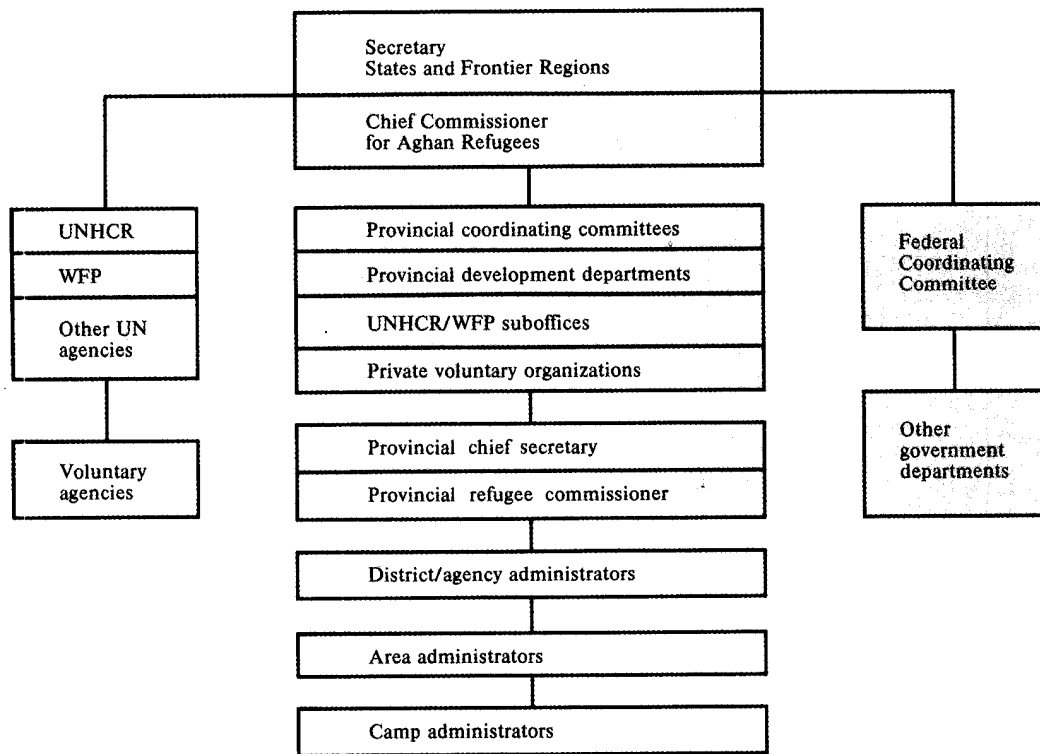 Secretary
States and Frontier Regions
Chief Commissioner
for Aghan Refugees
UNHCR
WFP
Other UN
agencies
Voluntary
agencies
Provincial coordinating committees
Provincial development departments
UNHCR/WFP suboffices
Private voluntary organizations
Provincial chief secretary
Provincial refugee commissioner
District/agency administrators
Area administrators
Camp administrators
Federal
Coordinating
Committee
Other
government
departments